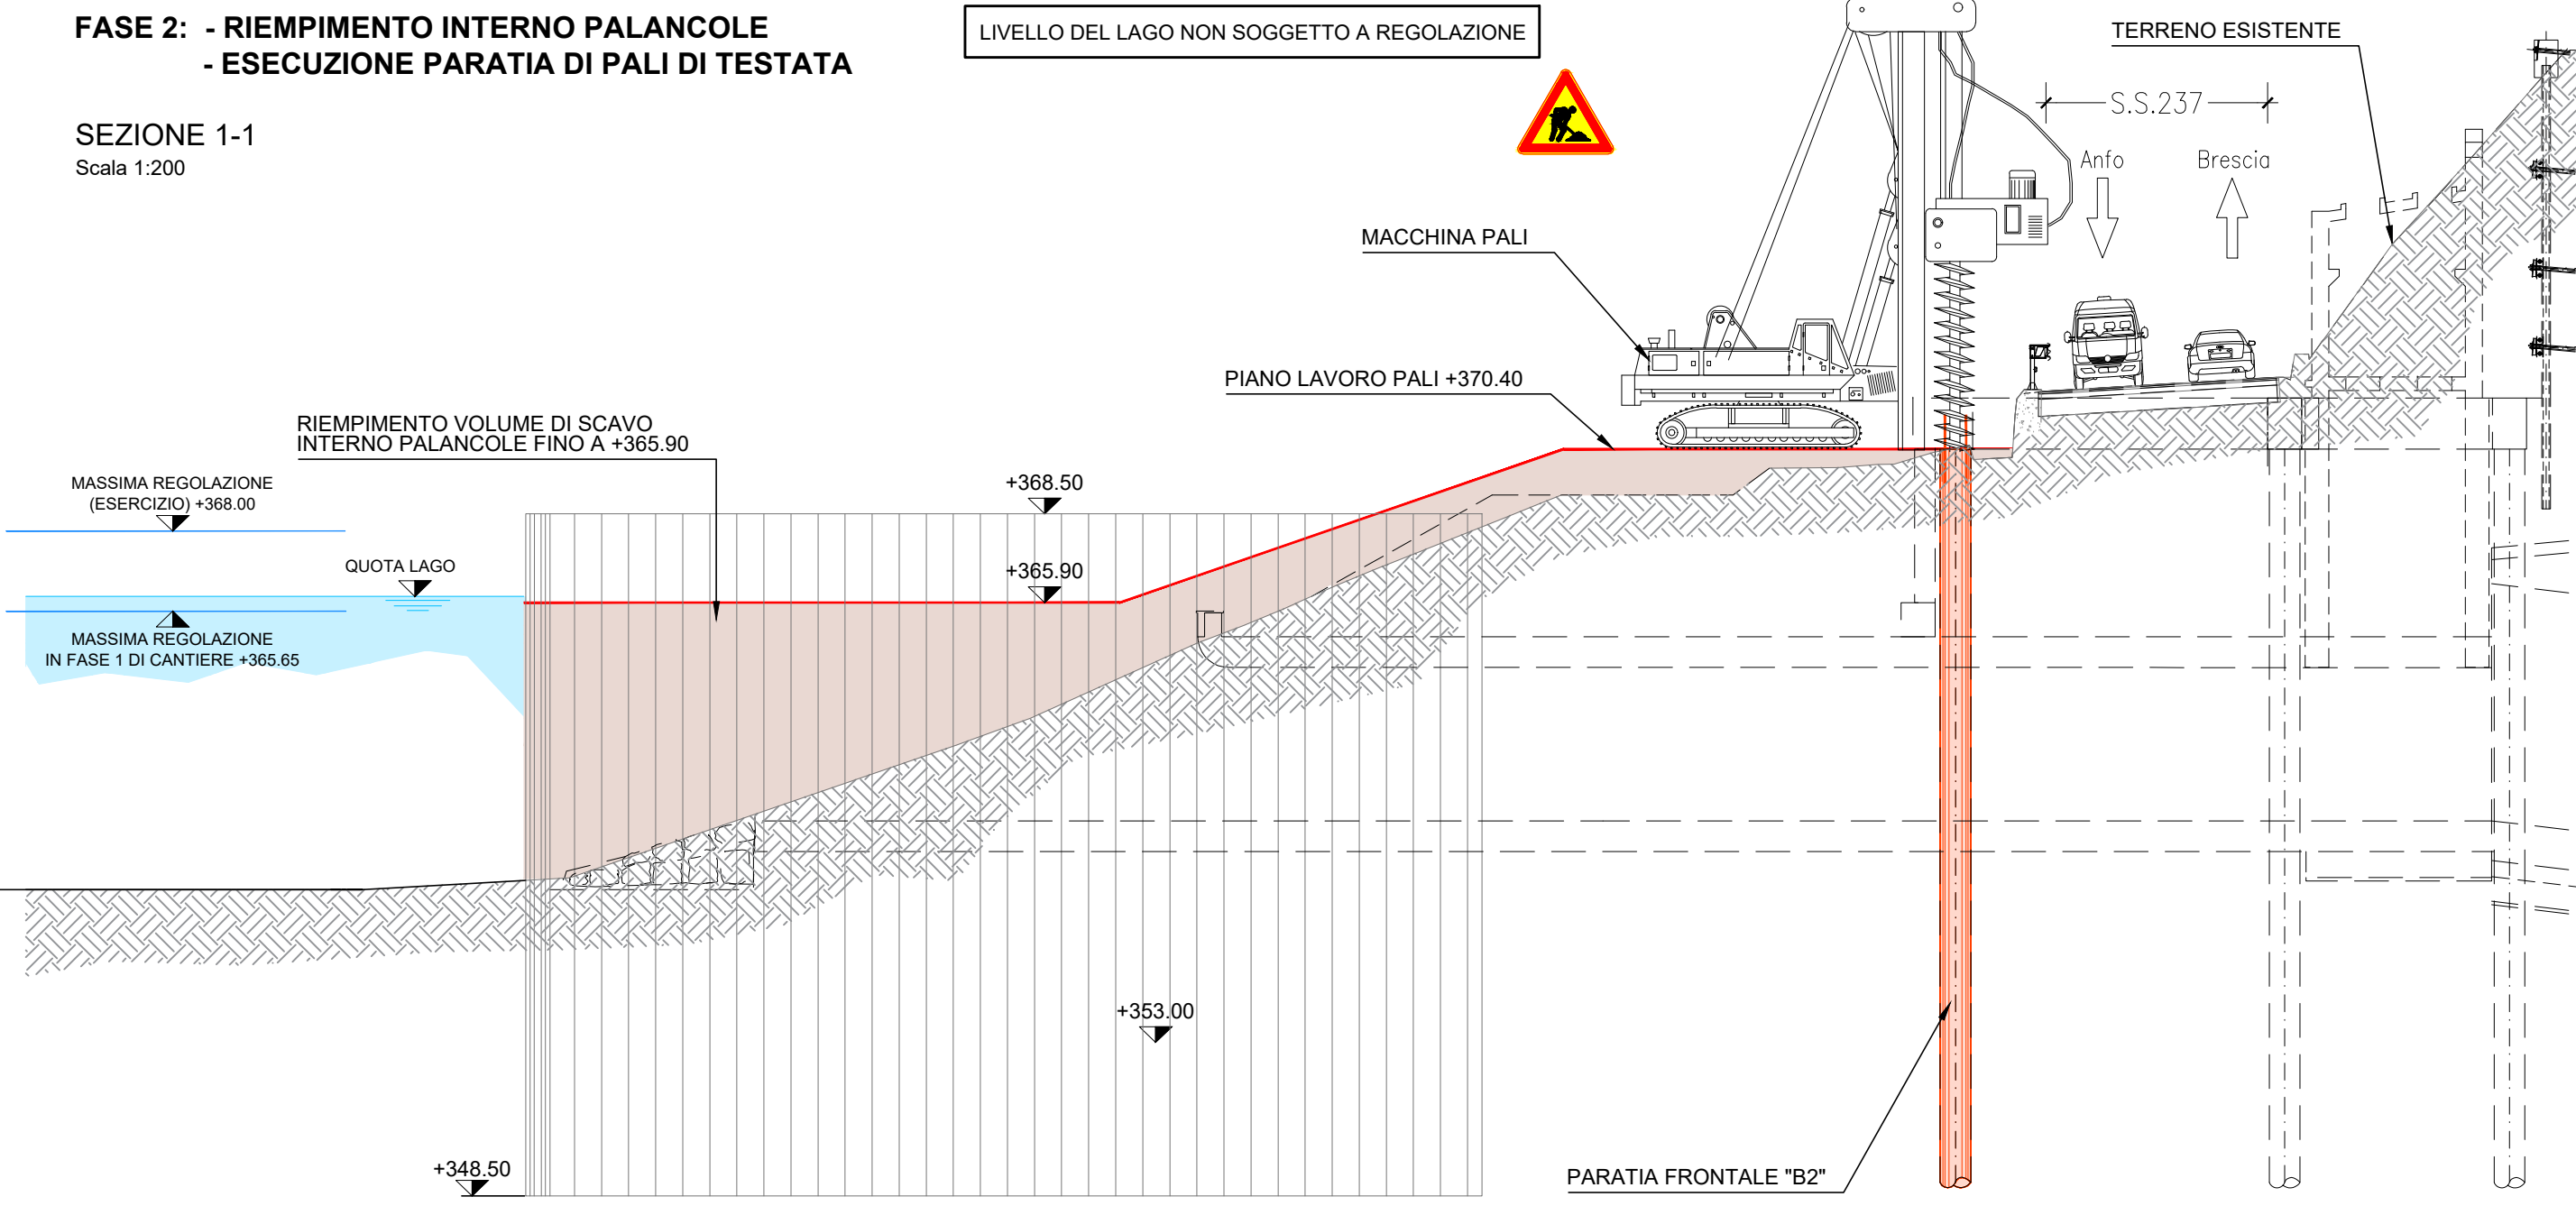 FASE 2: - RIEMPIMENTO INTERNO PALANCOLE
- ESECUZIONE PARATIA DI PALI DI TESTATA
SEZIONE 1-1
Scala 1:200
LIVELLO DEL LAGO NON SOGGETTO A REGOLAZIONE
TERRENO ESISTENTE
S.S.237
Anfo
Brescia
MACCHINA PALI
PIANO LAVORO PALI +370.40
RIEMPIMENTO VOLUME DI SCAVO
INTERNO PALANCOLE FINO A +365.90
MASSIMA REGOLAZIONE
(ESERCIZIO) +368.00
+368.50
QUOTA LAGO
+365.90
MASSIMA REGOLAZIONE
IN FASE 1 DI CANTIERE +365.65
+353.00
+348.50
PARATIA FRONTALE "B2"